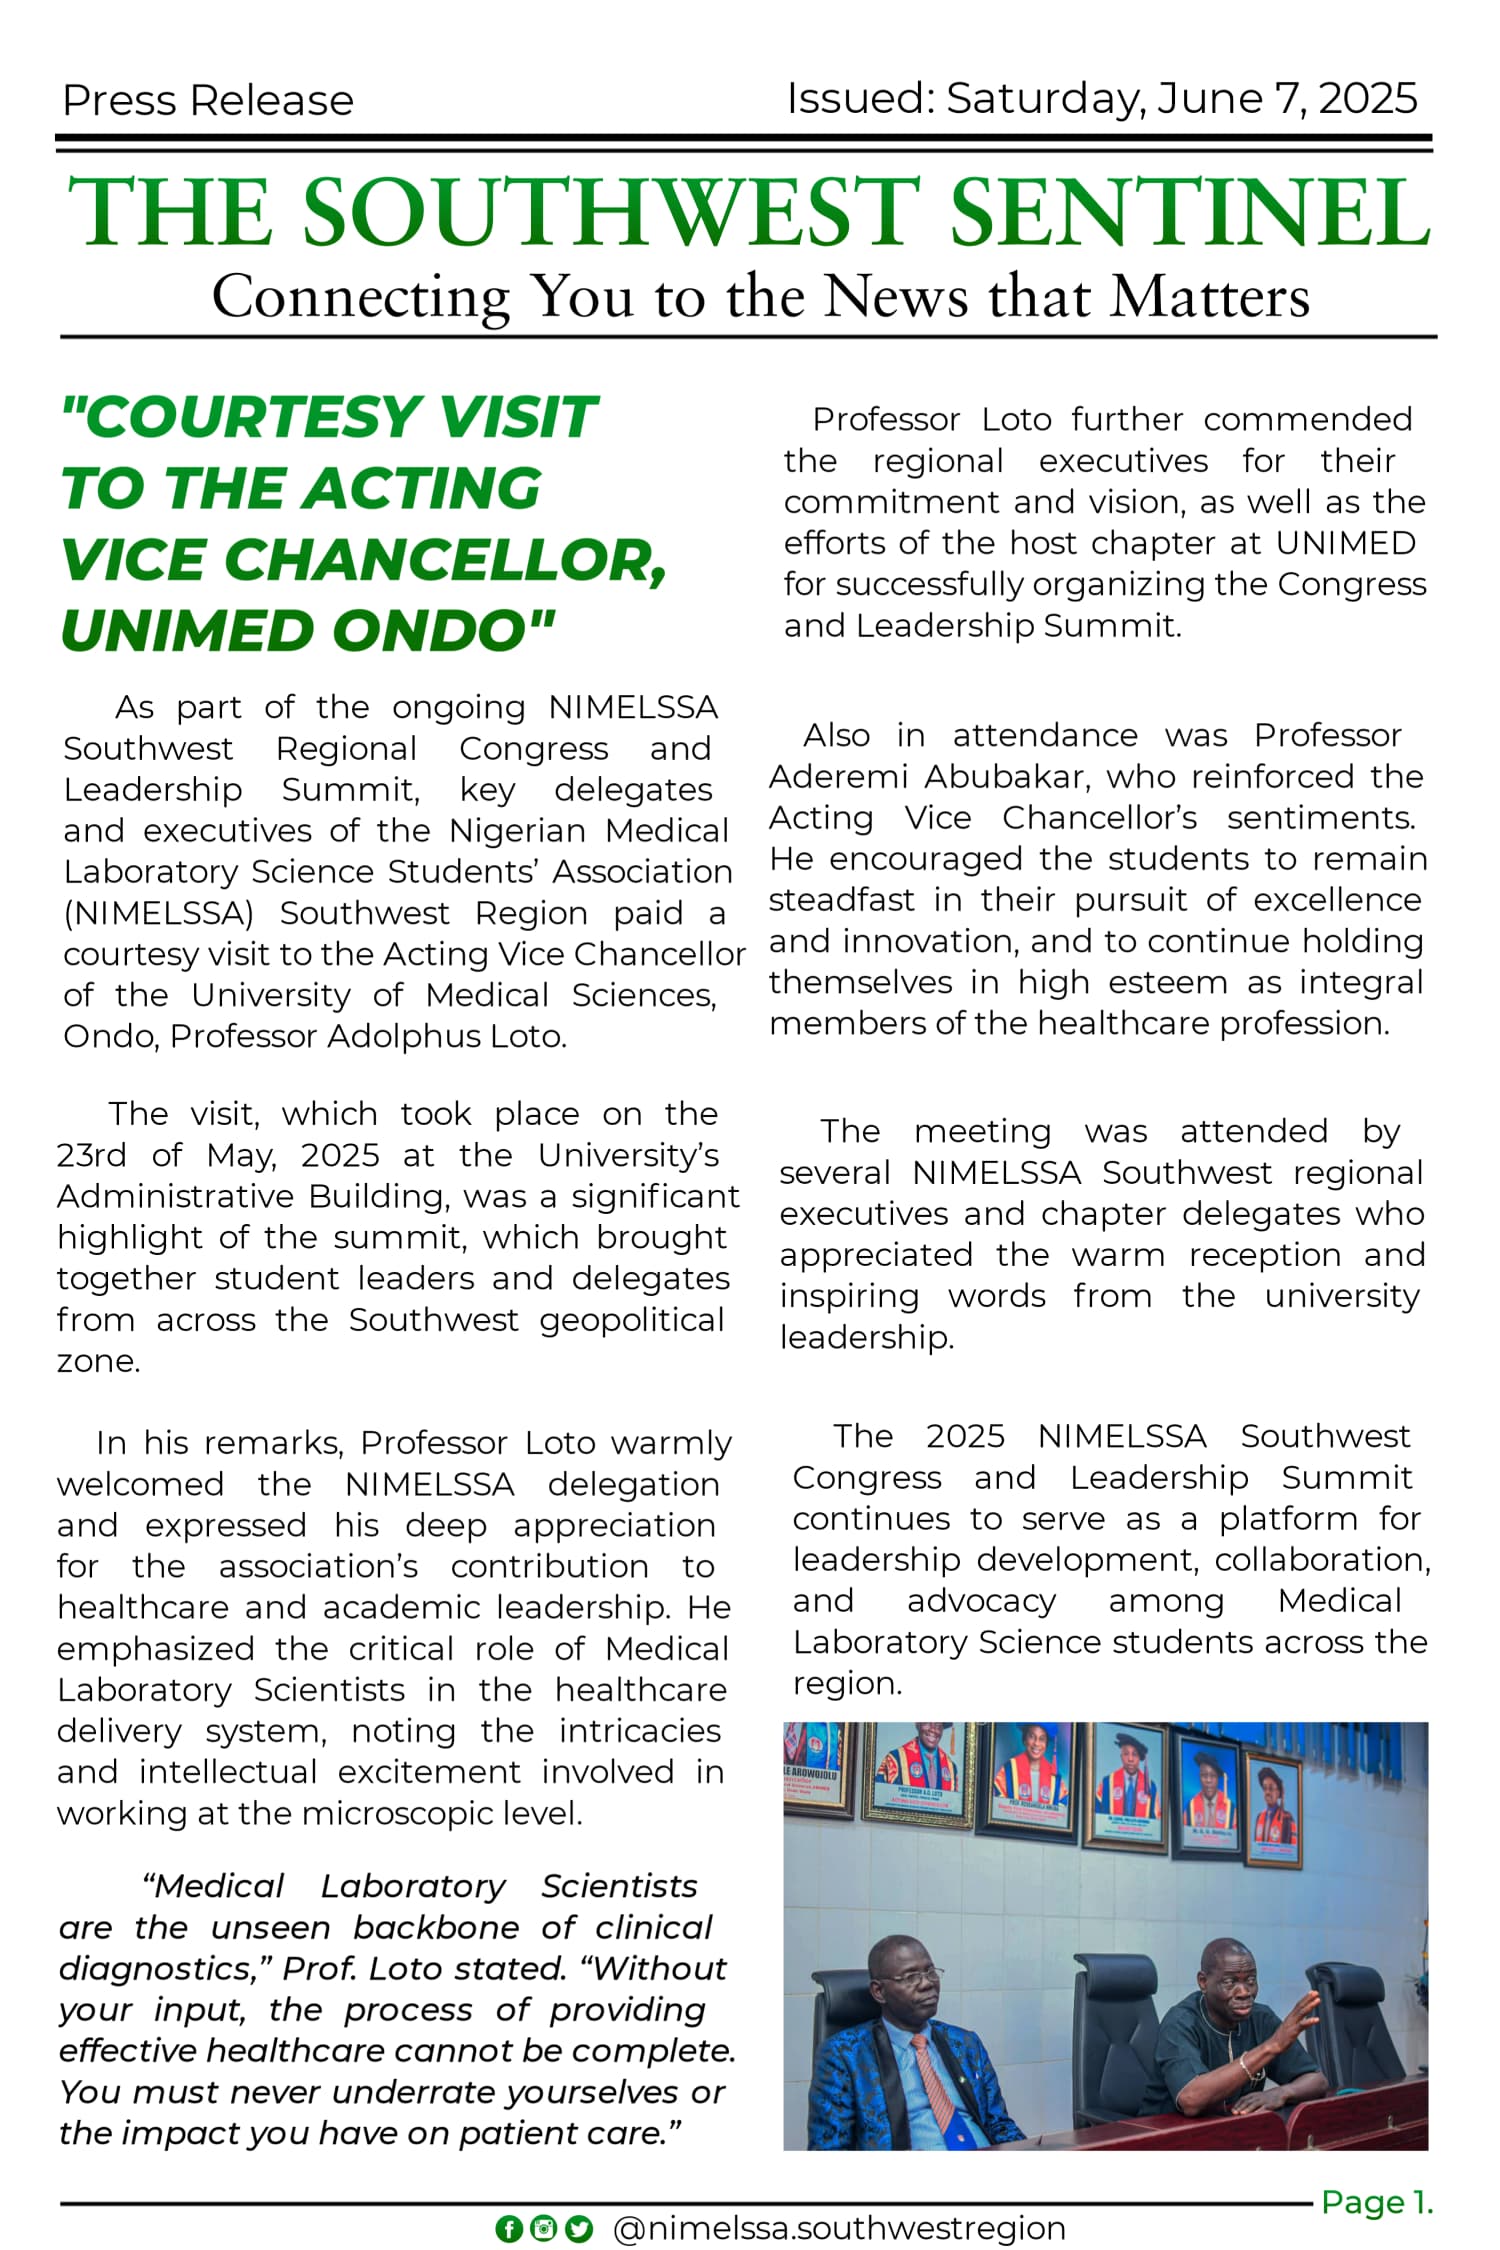 Press Release
Issued: Saturday, June 7, 2025
THE SOUTHWEST SENTINEL
Connecting You to the News that Matters
"COURTESY VISIT
TO THE ACTING
VICE CHANCELLOR,
UNIMED ONDO"
As part of the ongoing NIMELSSA
Southwest Regional Congress and
Leadership Summit, key delegates
and executives of the Nigerian Medical
Laboratory Science Students’ Association
(NIMELSSA) Southwest Region paid a
courtesy visit to the Acting Vice Chancellor
of the University of Medical Sciences,
Ondo, Professor Adolphus Loto.
The visit, which took place on the
23rd of May, 2025 at the University’s
Administrative Building, was a significant
highlight of the summit, which brought
together student leaders and delegates
from across the Southwest geopolitical
zone.
In his remarks, Professor Loto warmly
welcomed the NIMELSSA delegation
and expressed his deep appreciation
for the association’s contribution to
healthcare and academic leadership. He
emphasized the critical role of Medical
Laboratory Scientists in the healthcare
delivery system, noting the intricacies
and intellectual excitement involved in
working at the microscopic level.
“Medical Laboratory Scientists
are the unseen backbone of clinical
diagnostics,” Prof. Loto stated. “Without
your input, the process of providing
effective healthcare cannot be complete.
You must never underrate yourselves or
the impact you have on patient care.”
Professor Loto further commended
the regional executives for their
commitment and vision, as well as the
efforts of the host chapter at UNIMED
for successfully organizing the Congress
and Leadership Summit.
Also in attendance was Professor
Aderemi Abubakar, who reinforced the
Acting Vice Chancellor’s sentiments.
He encouraged the students to remain
steadfast in their pursuit of excellence
and innovation, and to continue holding
themselves in high esteem as integral
members of the healthcare profession.
The meeting was attended by
several NIMELSSA Southwest regional
executives and chapter delegates who
appreciated the warm reception and
inspiring words from the university
leadership.
The 2025 NIMELSSA Southwest
Congress and Leadership Summit
continues to serve as a platform for
leadership development, collaboration,
and advocacy among Medical
Laboratory Science students across the
region.
LE AROWOJOLU
PROFESSOR A.O. LOTO
Page 1.
@nimelssa.southwestregion